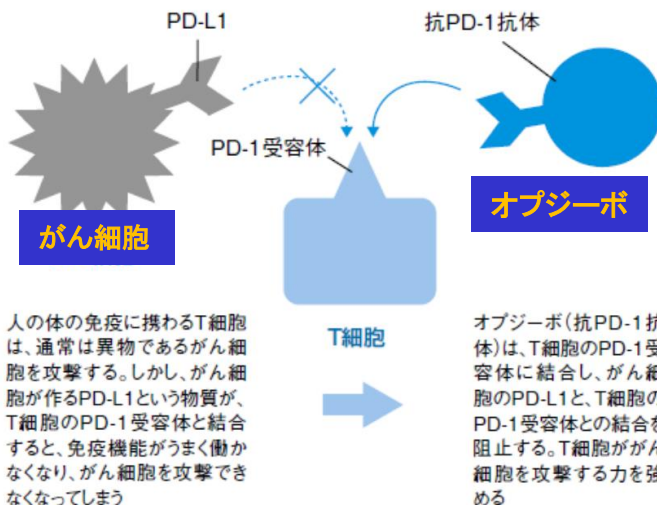 PD-L1
抗PD-1抗体
PD-1受容体
がん細胞
オプジーボ
T細胞
人の体の免疫に携わるT細胞
は、通常は異物であるがん細
胞を攻撃する。しかし、がん細
胞が作るPD-L1という物質が、
T細胞のPD-1受容体と結合
すると、免疫機能がうまく働か
なくなり、がん細胞を攻撃でき
なくなってしまう
オプジーボ(抗PD-1抗
体)は、T細胞のPD-1受
容体に結合し、がん細
胞のPD-L1と、T細胞の
PD-1受容体との結合を
阻止する。T細胞ががん
細胞を攻撃する力を強
める